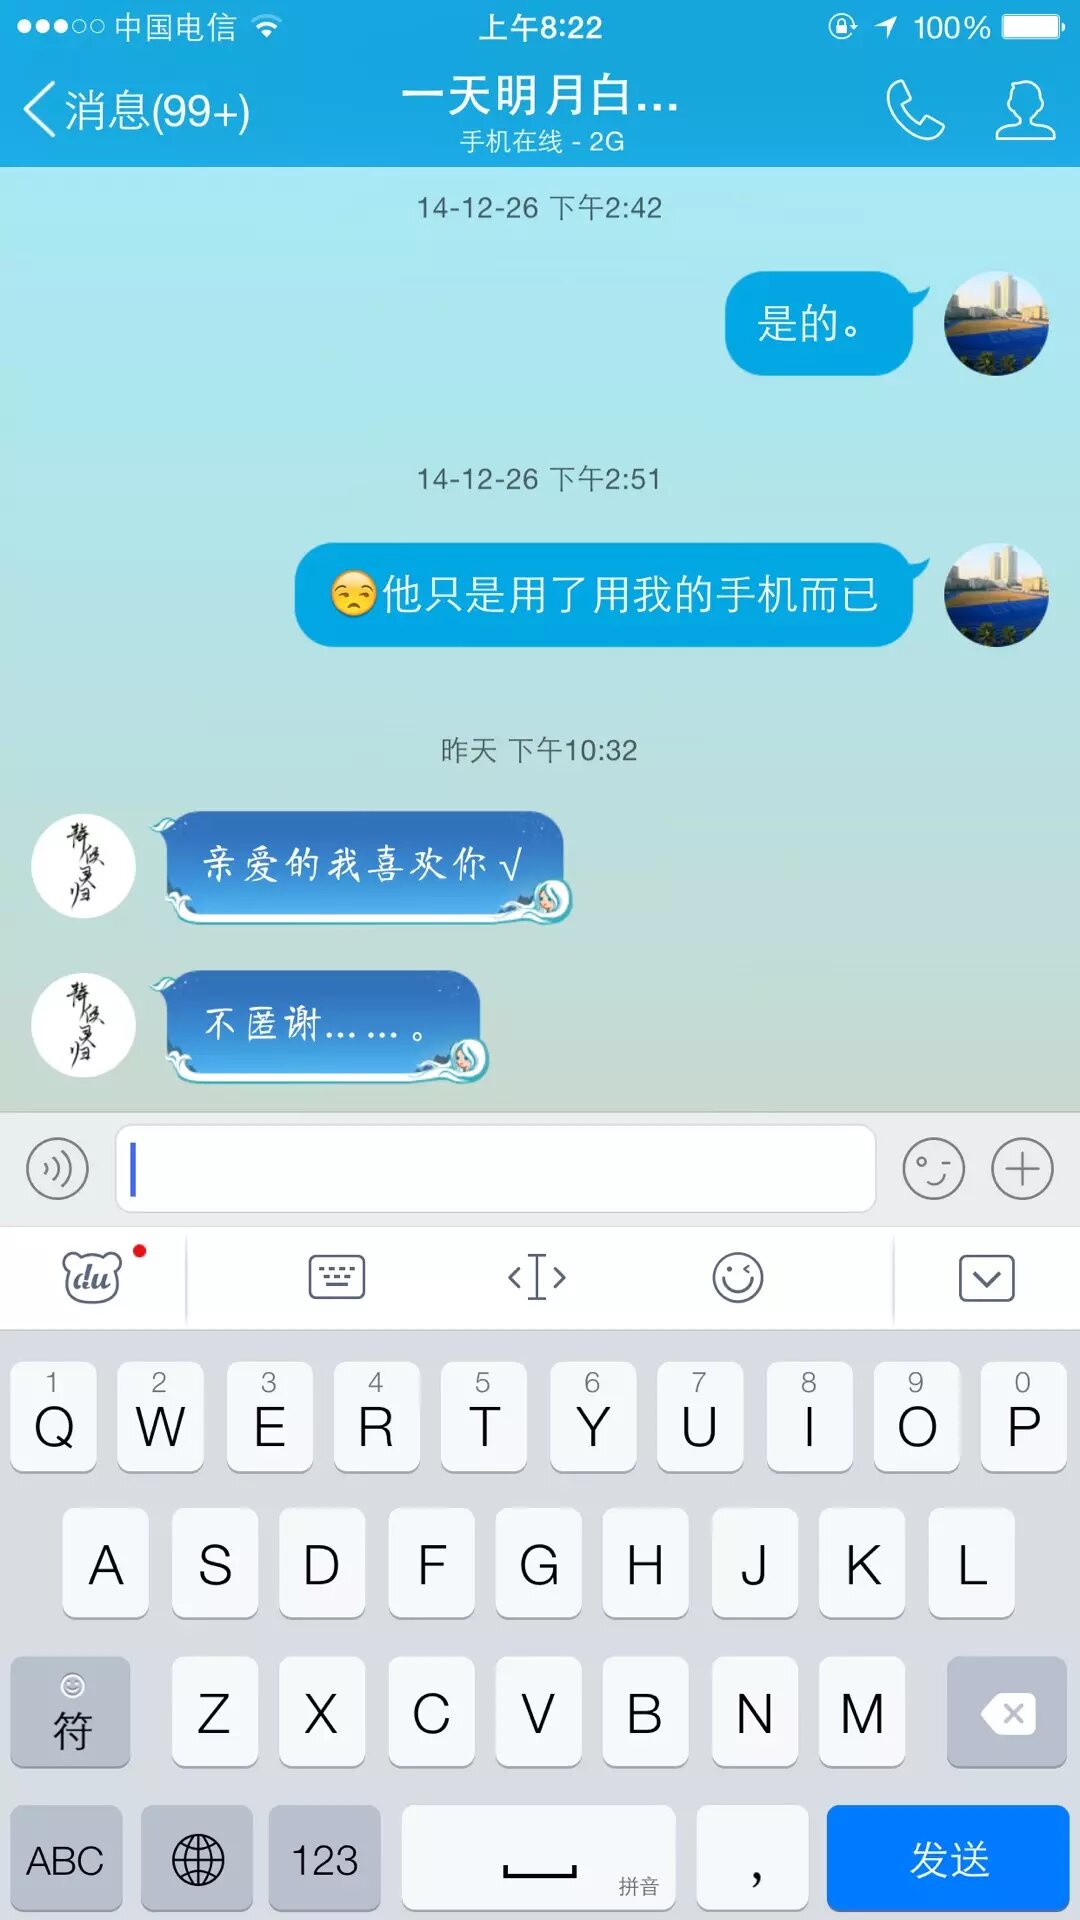 中国电信 上午8:22 100%
消息(99+) 一天明月白...
手机在线 - 2G
14-12-26 下午2:42
是的。
14-12-26 下午2:51
他只是用了用我的手机而已
昨天 下午10:32
亲爱的我喜欢你√
不匿谢……。
du
1 2 3 4 5 6 7 8 9 0
Q W E R T Y U I O P
A S D F G H J K L
符 Z X C V B N M
ABC 123 拼音 , 发送